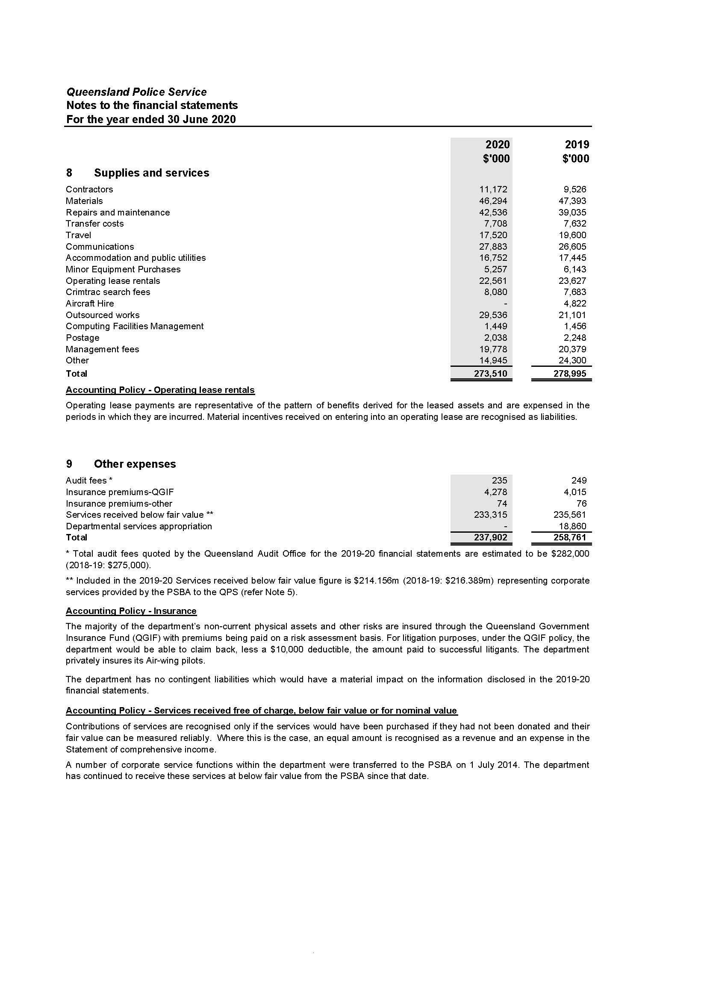 Queensland Police Service
Notes to the financial statements
For the year ended 30 June 2020
2020 2019
$'000 $'000
8 Supplies and services
Contractors 11,172 9,526
Materials 46,294 47,393
Repairs and maintenance 42,536 39,035
Transfer costs 7,708 7,632
Travel 17,520 19,600
Communications 27,883 26,605
Accommodation and public utilities 16,752 17,445
Minor Equipment Purchases 5,257 6,143
Operating lease rentals 22,561 23,627
Crimtrac search fees 8,080 7,683
Aircraft Hire - 4,822
Outsourced works 29,536 21,101
Computing Facilities Management 1,449 1,456
Postage 2,038 2,248
Management fees 19,778 20,379
Other 14,945 24,300
Total 273,510 278,995
Accounting Policy - Operating lease rentals
Operating lease payments are representative of the pattern of benefits derived for the leased assets and are expensed in the
periods in which they are incurred. Material incentives received on entering into an operating lease are recognised as liabilities.
9 Other expenses
Audit fees * 235 249
Insurance premiums-QGIF 4,278 4,015
Insurance premiums-other 74 76
Services received below fair value ** 233,315 235,561
Departmental services appropriation - 18,860
Total 237,902 258,761
* Total audit fees quoted by the Queensland Audit Office for the 2019-20 financial statements are estimated to be $282,000
(2018-19: $275,000).
** Included in the 2019-20 Services received below fair value figure is $214.156m (2018-19: $216.389m) representing corporate
services provided by the PSBA to the QPS (refer Note 5).
Accounting Policy - Insurance
The majority of the department's non-current physical assets and other risks are insured through the Queensland Government
Insurance Fund (QGIF) with premiums being paid on a risk assessment basis. For litigation purposes, under the QGIF policy, the
department would be able to claim back, less a $10,000 deductible, the amount paid to successful litigants. The department
privately insures its Air-wing pilots.
The department has no contingent liabilities which would have a material impact on the information disclosed in the 2019-20
financial statements.
Accounting Policy - Services received free of charge, below fair value or for nominal value
Contributions of services are recognised only if the services would have been purchased if they had not been donated and their
fair value can be measured reliably. Where this is the case, an equal amount is recognised as a revenue and an expense in the
Statement of comprehensive income.
A number of corporate service functions within the department were transferred to the PSBA on 1 July 2014. The department
has continued to receive these services at below fair value from the PSBA since that date.